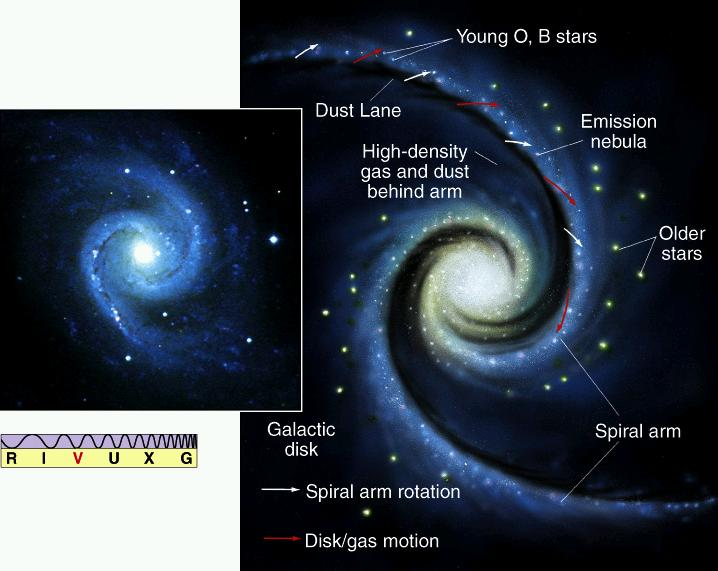 Young O, B stars
Dust Lane
Emission
nebula
High-density
gas and dust
behind arm
Older
stars
Spiral arm
Galactic
disk
Spiral arm rotation
Disk/gas motion
R I V U X G